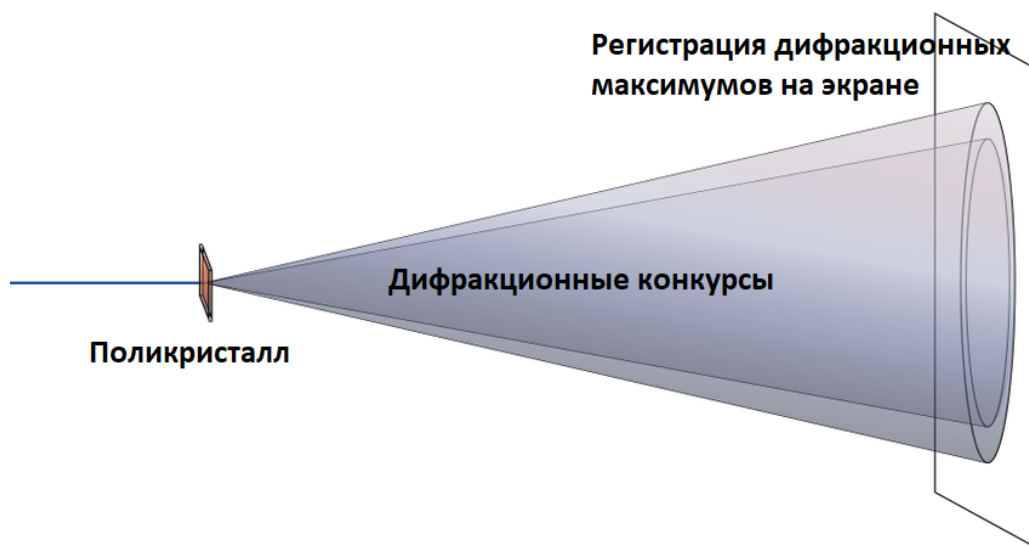 Регистрация дифракционных
максимумов на экране
Дифракционные конкурсы
Поликристалл